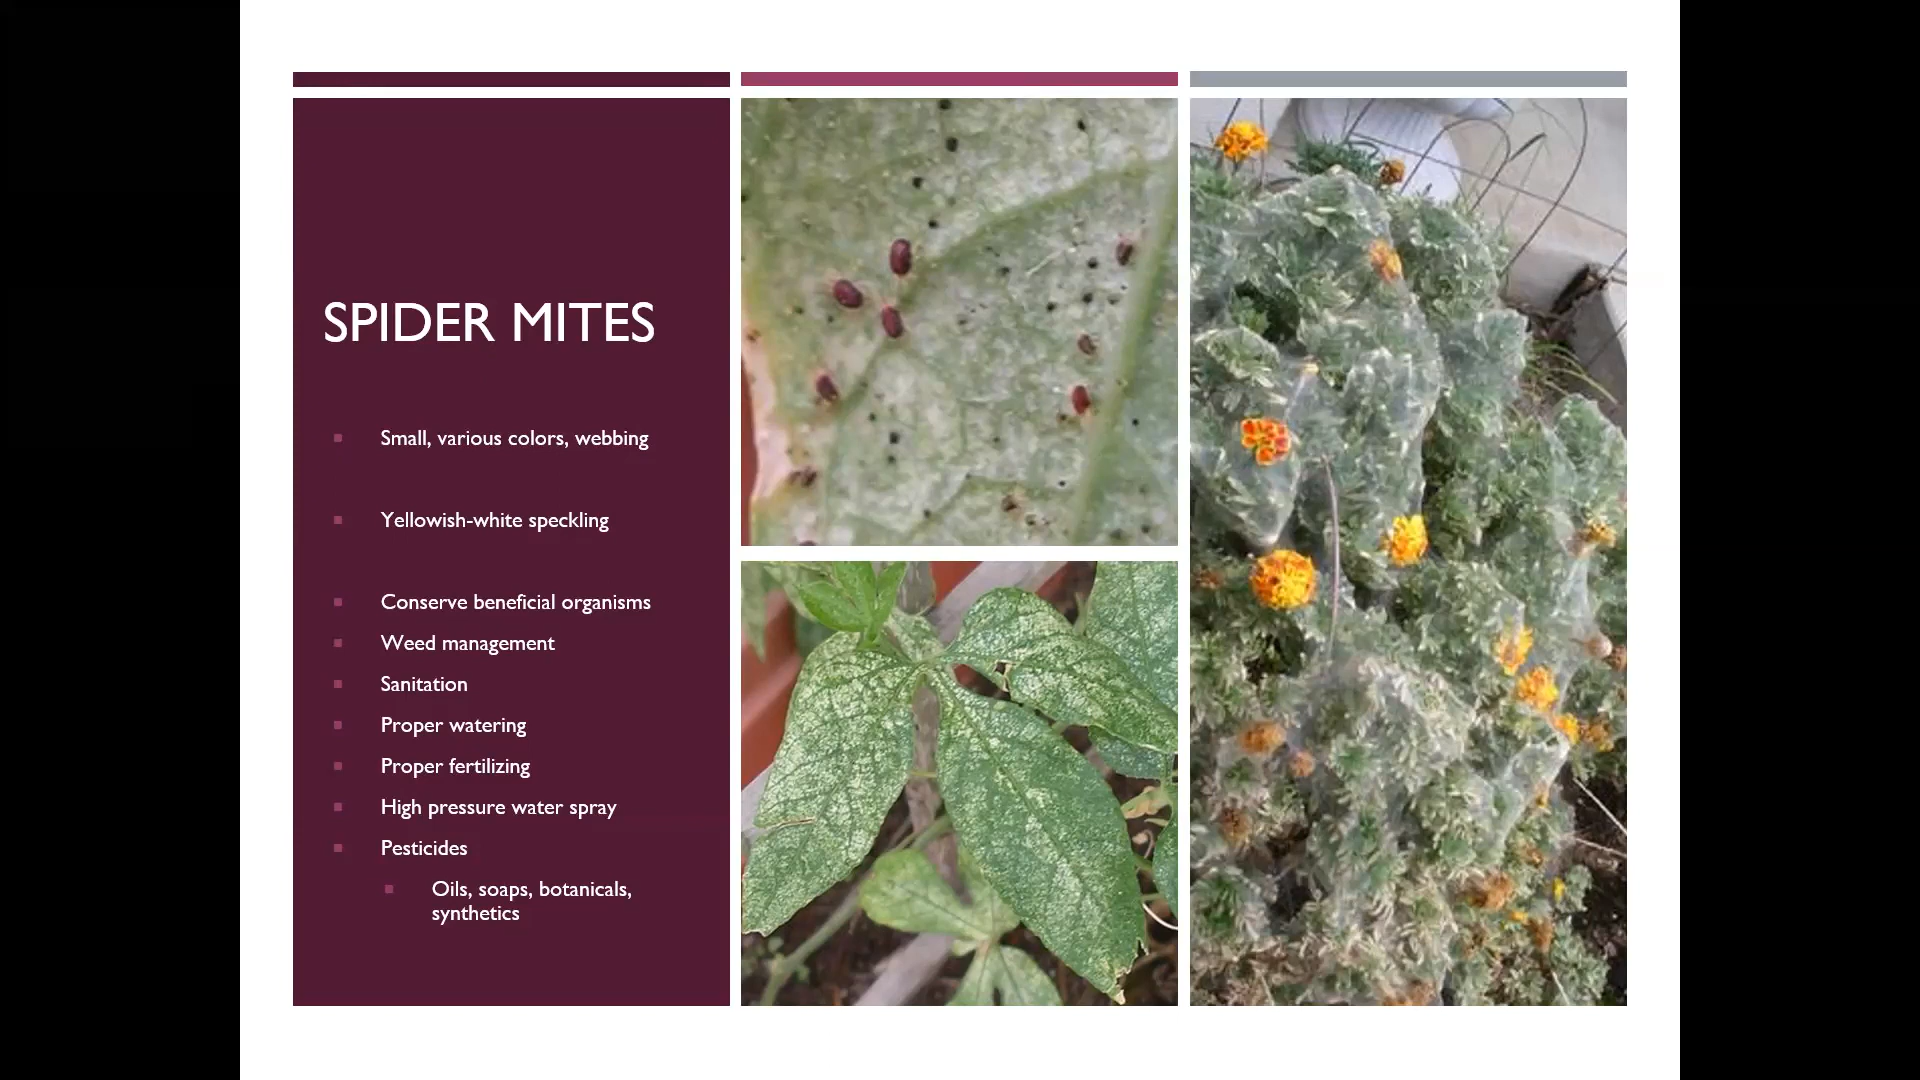 SPIDER MITES
Small, various colors, webbing
Yellowish-white speckling
Conserve beneficial organisms
Weed management
Sanitation
Proper watering
Proper fertilizing
High pressure water spray
Pesticides
Oils, soaps, botanicals,
synthetics